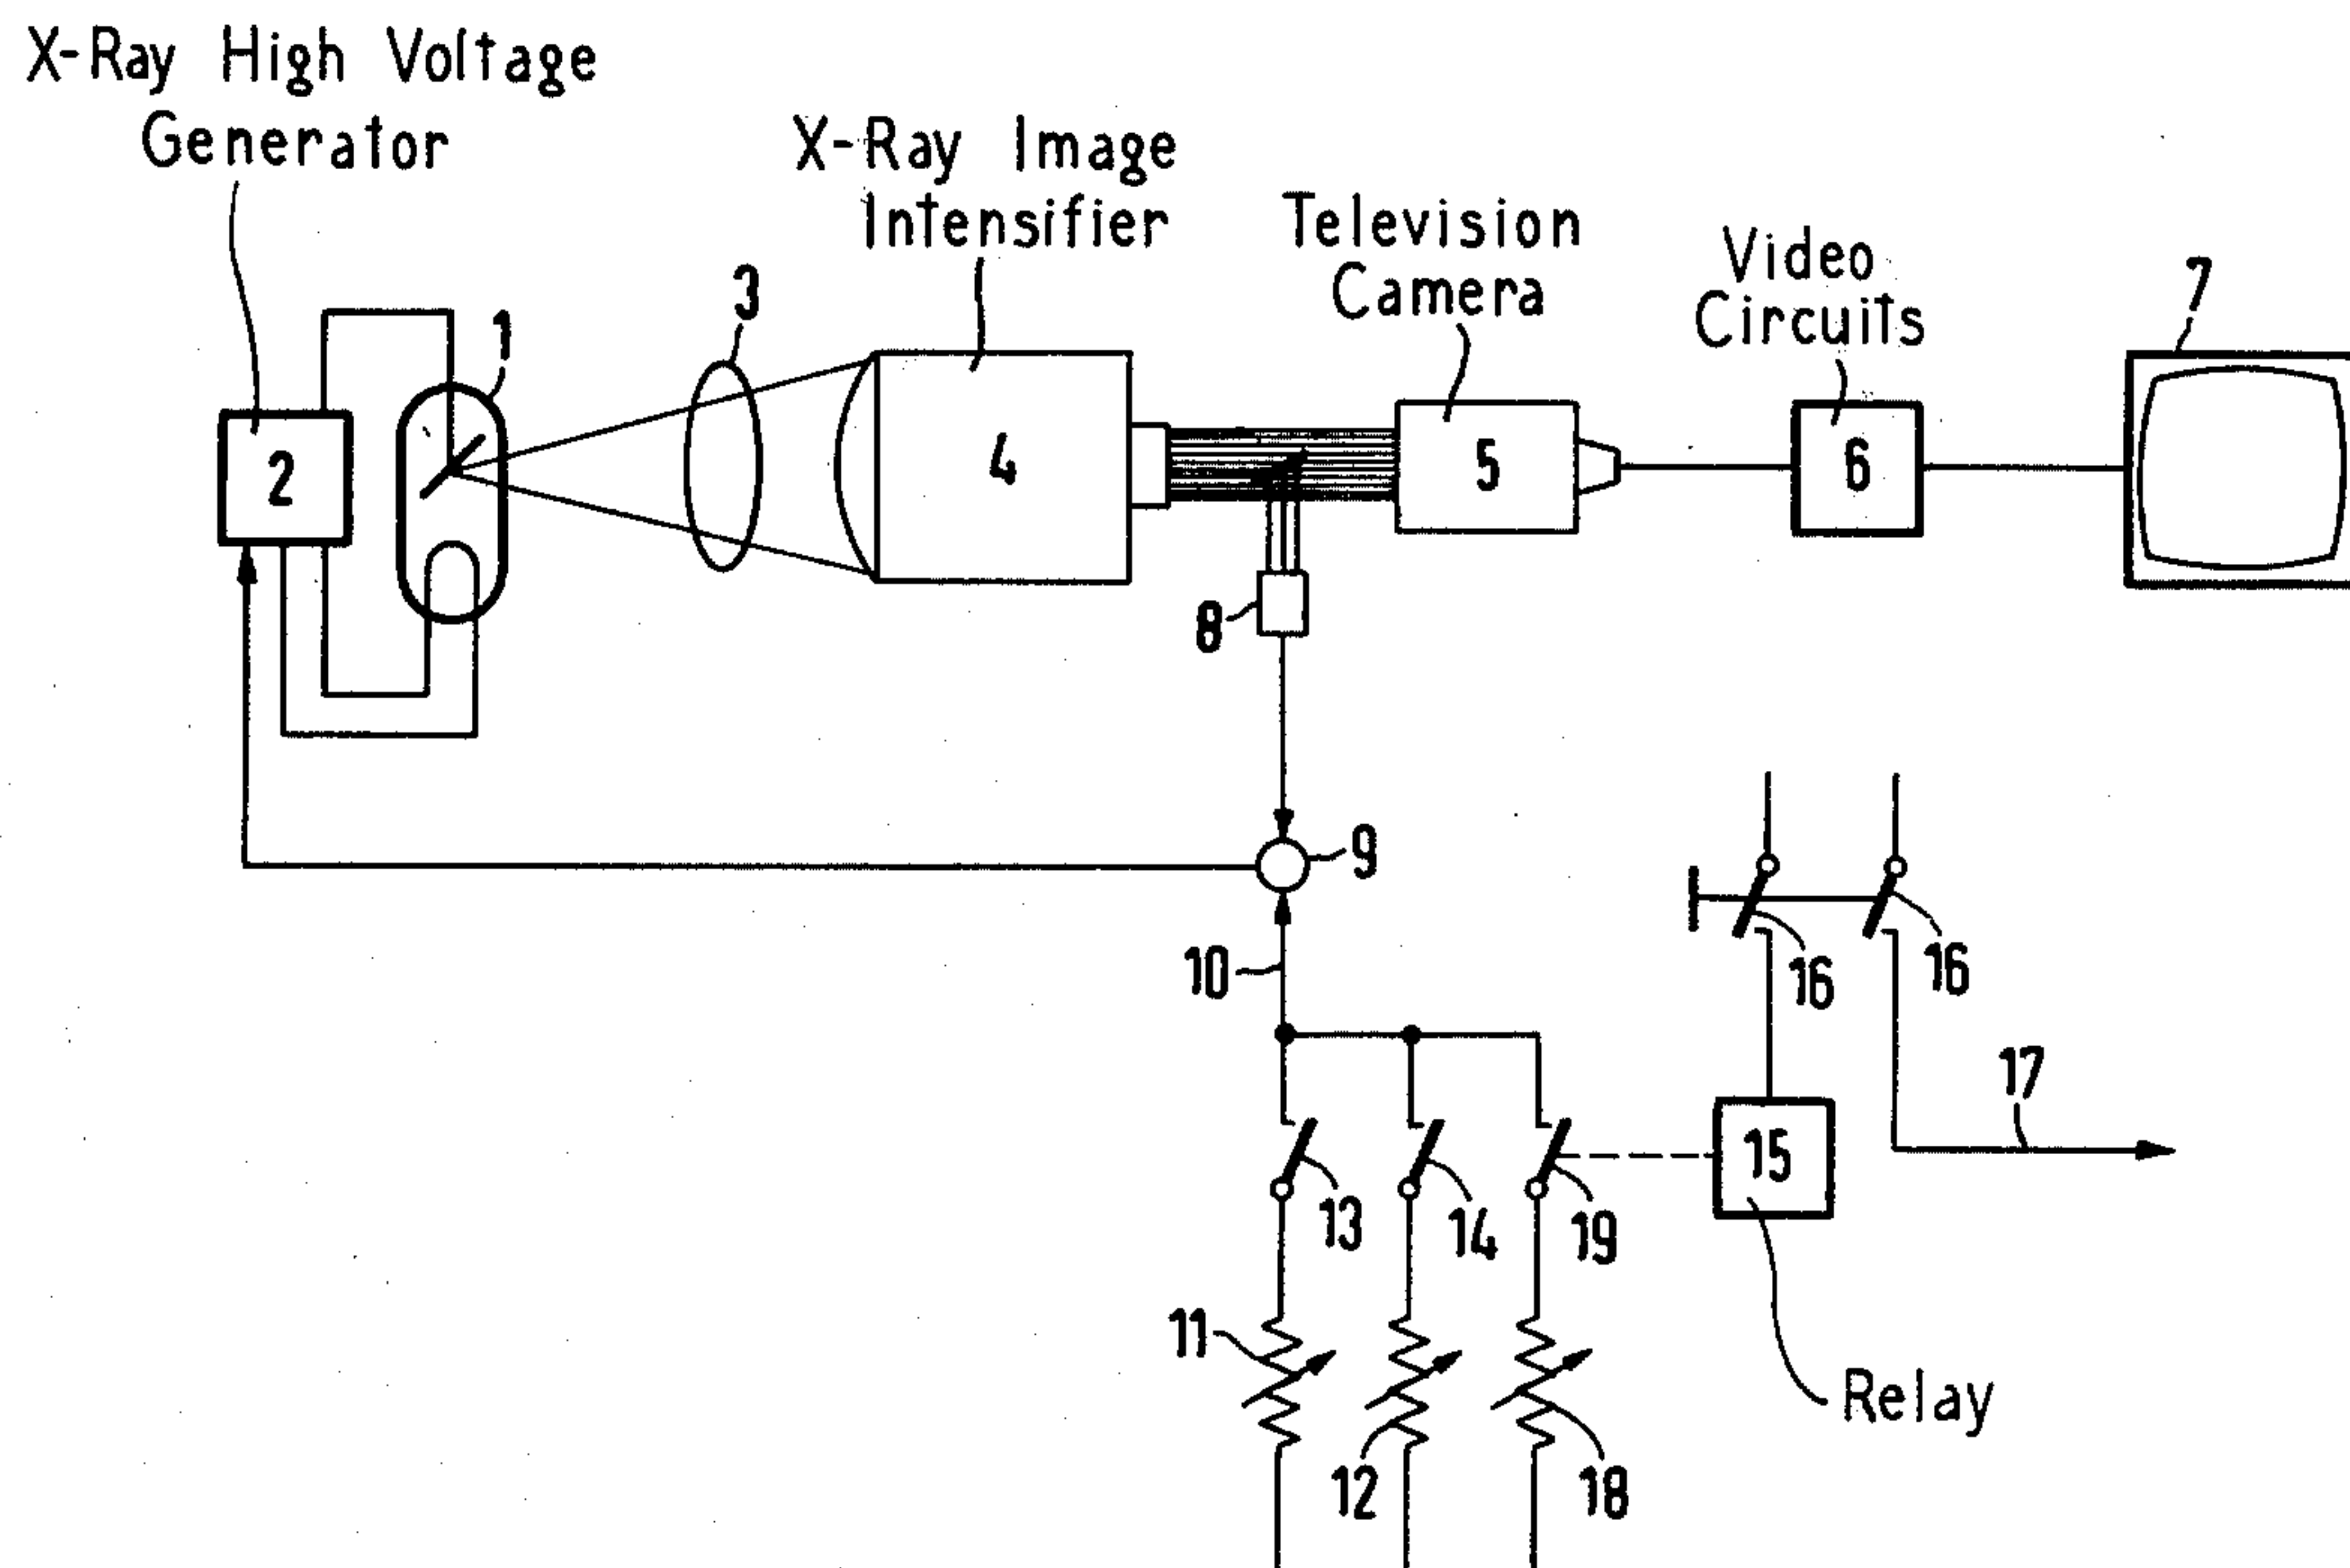 X-Ray High Voltage
Generator
X-Ray Image
Intensifier
Television
Camera
Video
Circuits
7
3
1
2
4
5
6
8
9
10
16
16
17
15
13
14
19
11
Relay
12
18